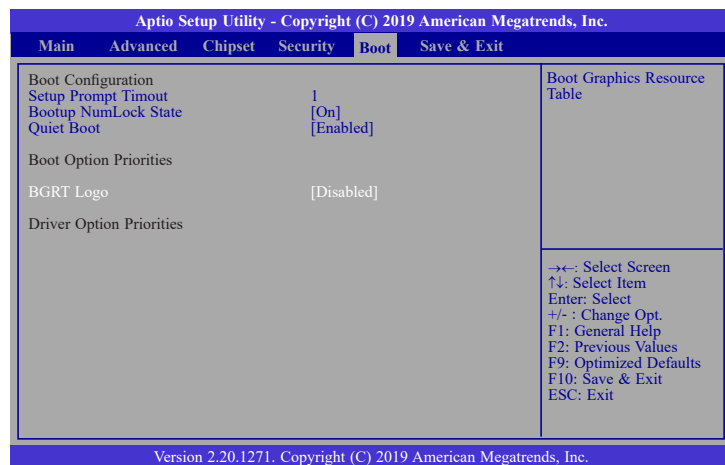 Aptio Setup Utility - Copyright (C) 2019 American Megatrends, Inc.
Main Advanced Chipset Security Boot Save & Exit
Boot Configuration
Setup Prompt Timout 1
Bootup NumLock State [On]
Quiet Boot [Enabled]
Boot Option Priorities
BGRT Logo [Disabled]
Driver Option Priorities
Boot Graphics Resource
Table
→←: Select Screen
↑↓: Select Item
Enter: Select
+/- : Change Opt.
F1: General Help
F2: Previous Values
F9: Optimized Defaults
F10: Save & Exit
ESC: Exit
Version 2.20.1271. Copyright (C) 2019 American Megatrends, Inc.